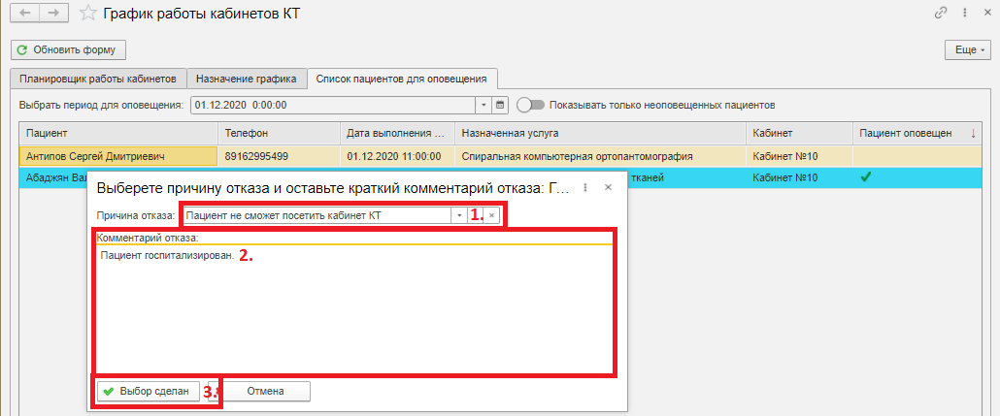 График работы кабинетов КТ
Обновить форму
Еще
Планировщик работы кабинетов
Назначение графика
Список пациентов для оповещения
Выбрать период для оповещения: 01.12.2020 0:00:00
Показывать только неоповещенных пациентов
Пациент Телефон Дата выполнения ... Назначенная услуга Кабинет Пациент оповещен
Антипов Сергей Дмитриевич 89162995499 01.12.2020 11:00:00 Спиральная компьютерная ортопантомография Кабинет №10
Абаджян Вал тканей Кабинет №10
Выберете причину отказа и оставьте краткий комментарий отказа: Г...
Причина отказа: Пациент не сможет посетить кабинет КТ 1.
Комментарий отказа:
Пациент госпитализирован. 2.
Выбор сделан 3. Отмена